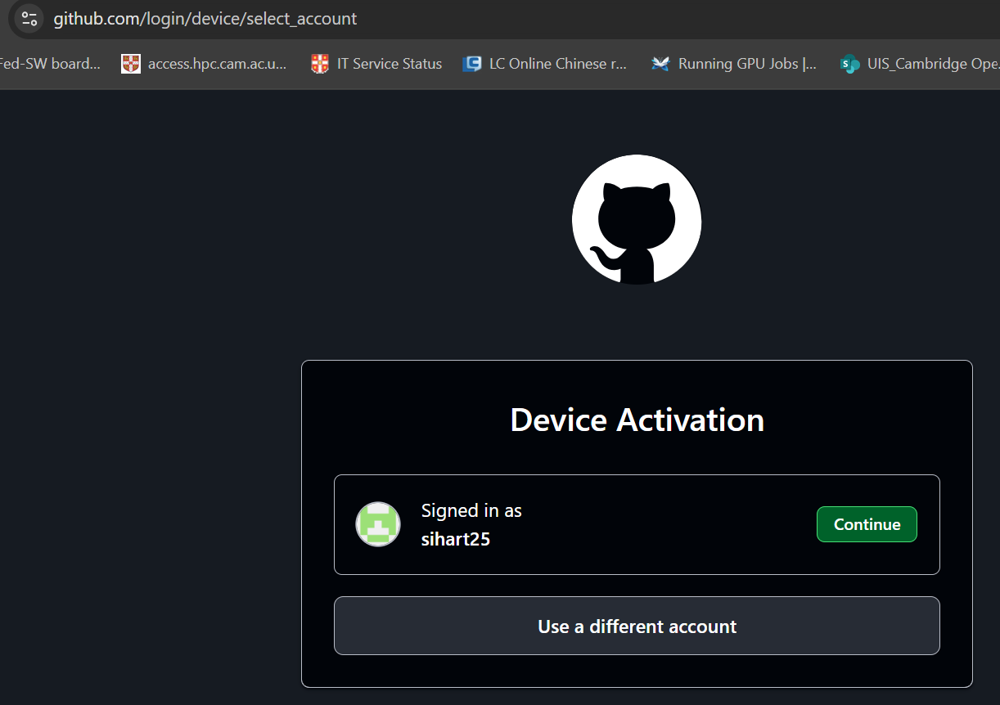 github.com/login/device/select_account
Fed-SW board... access.hpc.cam.ac.u... IT Service Status LC Online Chinese r... Running GPU Jobs |... UIS_Cambridge Ope.
Device Activation
Signed in as
sihart25
Continue
Use a different account